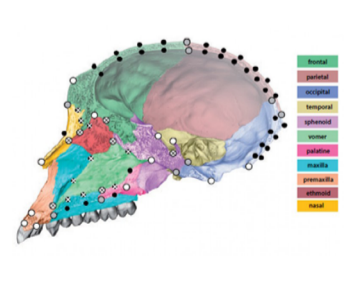 frontal
parietal
occipital
temporal
sphenoid
vomer
palatine
maxilla
premaxilla
ethmoid
nasal